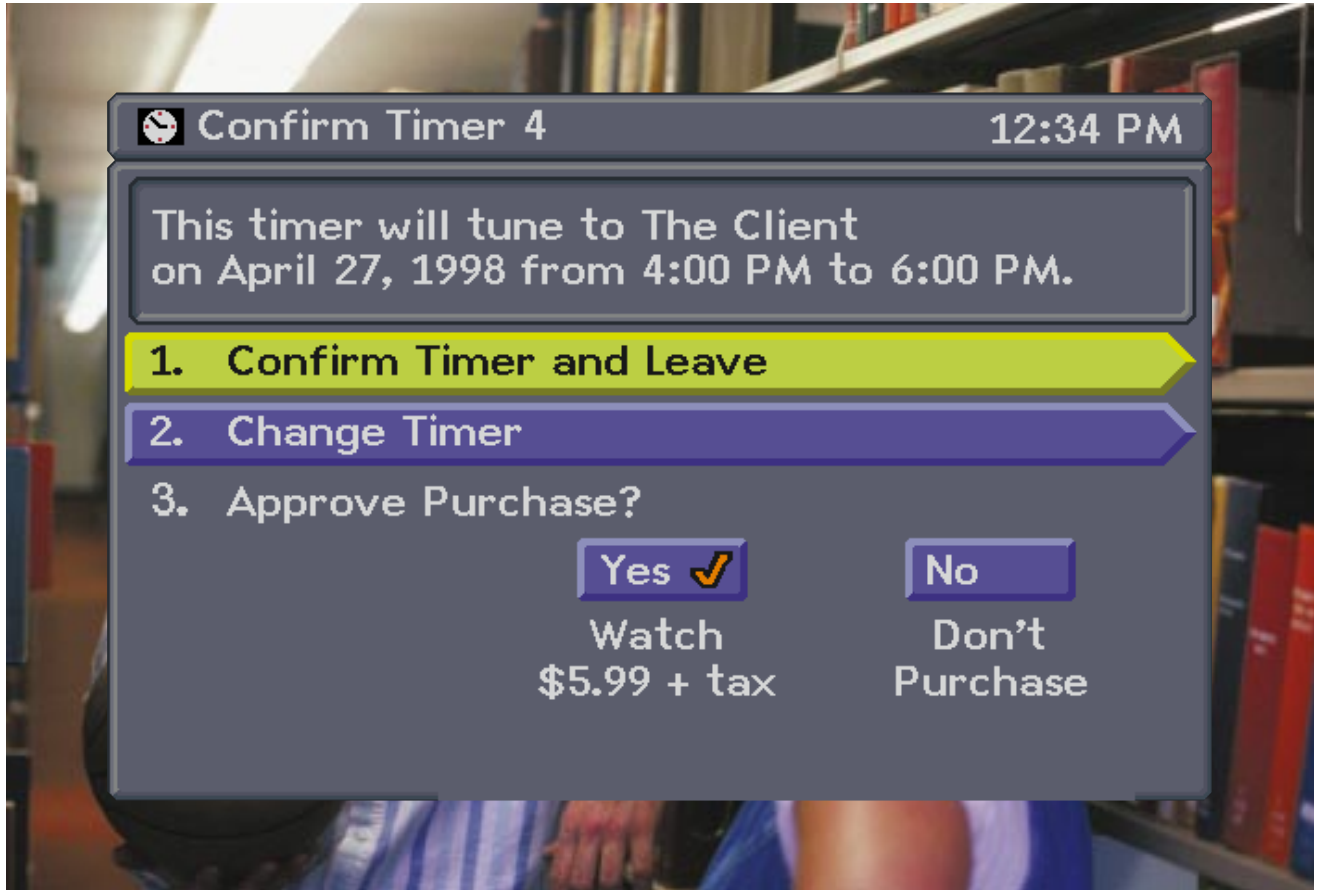 Confirm Timer 4
12:34 PM
This timer will tune to The Client
on April 27, 1998 from 4:00 PM to 6:00 PM.
1. Confirm Timer and Leave
2. Change Timer
3. Approve Purchase?
Yes
No
Watch
$5.99 + tax
Don't
Purchase